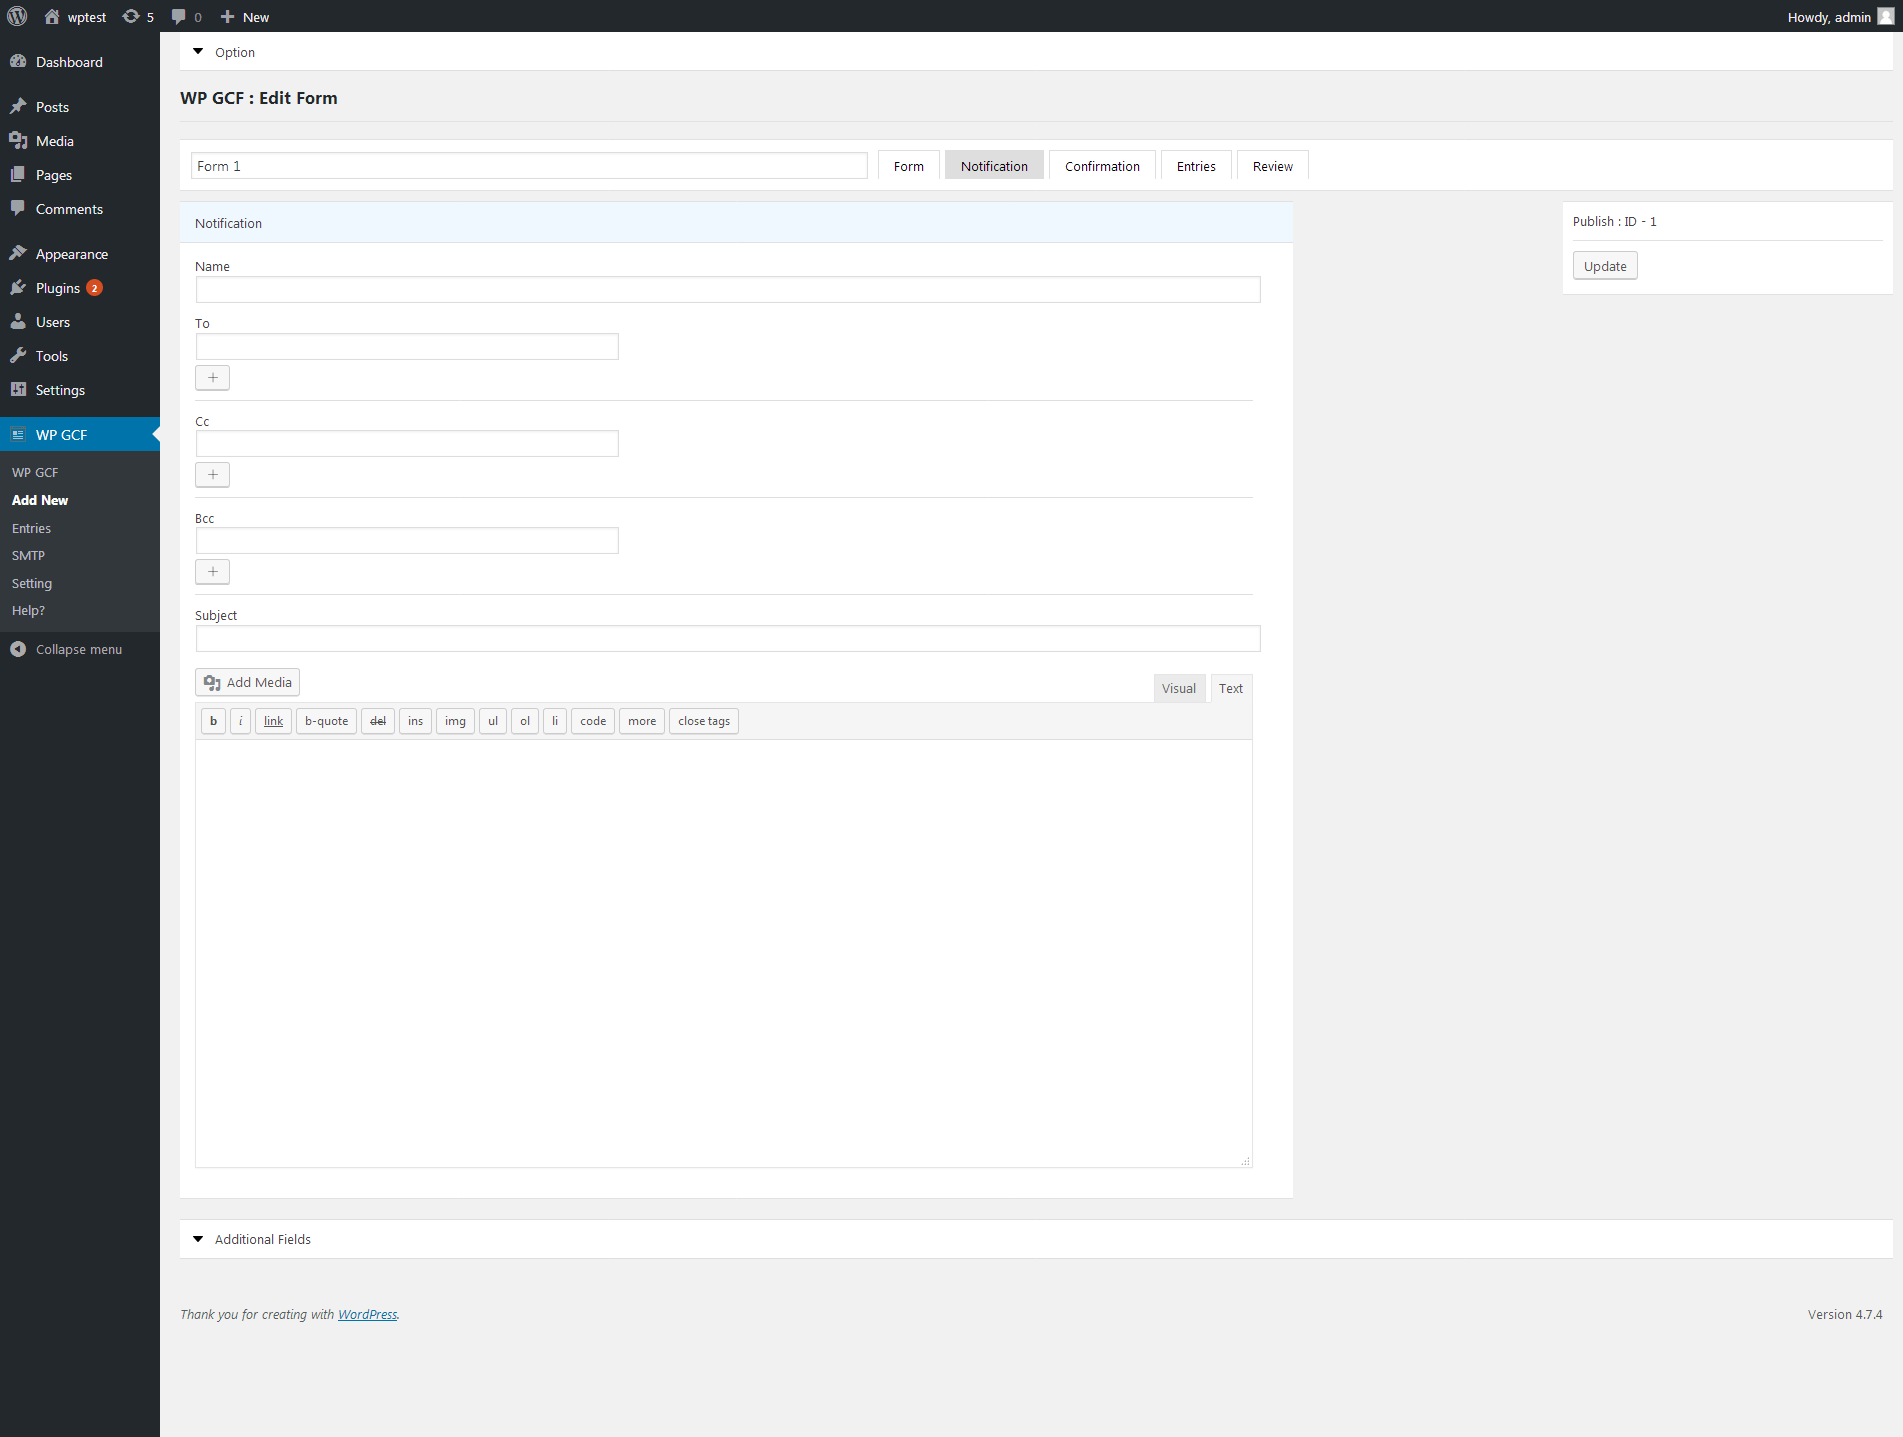 wptest 5 0 + New Howdy, admin
Dashboard
Posts
Media
Pages
Comments
Appearance
Plugins 2
Users
Tools
Settings
WP GCF
WP GCF
Add New
Entries
SMTP
Setting
Help?
Collapse menu
Option
WP GCF : Edit Form
Form 1 Form Notification Confirmation Entries Review
Notification
Name
To
+
Cc
+
Bcc
+
Subject
Add Media Visual Text
b i link b-quote del ins img ul ol li code more close tags
Publish : ID - 1
Update
Additional Fields
Thank you for creating with WordPress. Version 4.7.4